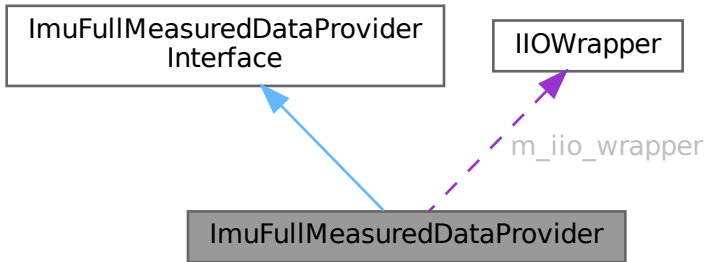 ImuFullMeasuredDataProvider
Interface
IIOWrapper
m_iio_wrapper
ImuFullMeasuredDataProvider